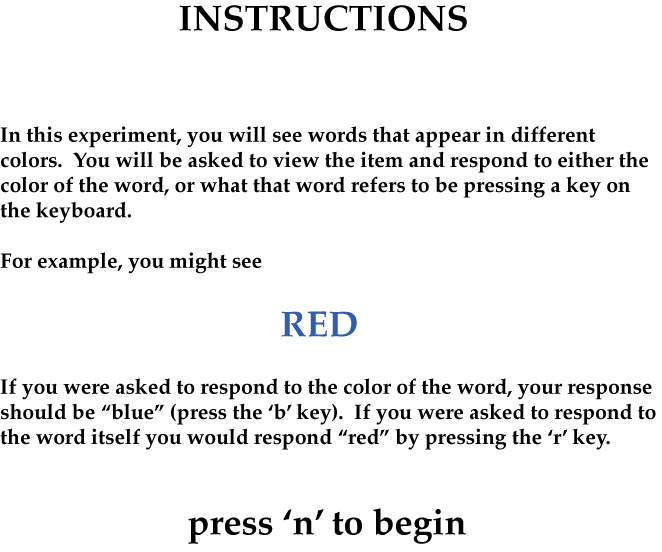 INSTRUCTIONS
In this experiment, you will see words that appear in different
colors.  You will be asked to view the item and respond to either the
color of the word, or what that word refers to be pressing a key on
the keyboard.
For example, you might see
RED
If you were asked to respond to the color of the word, your response
should be “blue” (press the ‘b’ key).  If you were asked to respond to
the word itself you would respond “red” by pressing the ‘r’ key.
press ‘n’ to begin